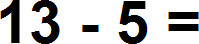 13 - 5 =